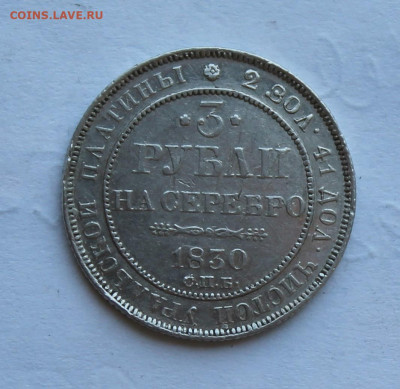 COINS.LAVE.RU
2·ЗОЛ·41 ДОЛ·ЧИСТОЙ УРАЛЬСКОЙ ПЛАТИНЫ
·3·
РУБЛИ
НА СЕРЕБРО
1830
С.П.Б.